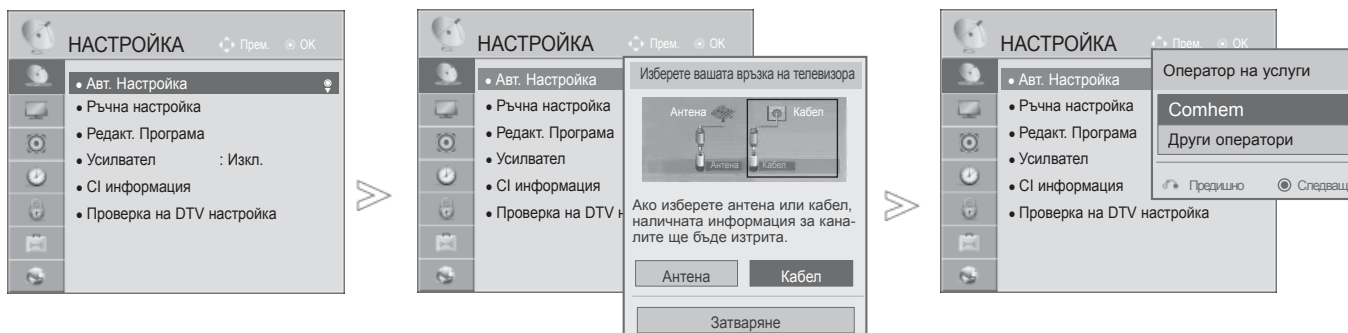 НАСТРОЙКА Прем. OK
• Авт. Настройка
• Ръчна настройка
• Редакт. Програма
• Усилвател : Изкл.
• CI информация
• Проверка на DTV настройка
НАСТРОЙКА Прем. OK
• Авт. Настройка
• Ръчна настройка
• Редакт. Програма
• Усилвател
• CI информация
• Проверка на DTV н
Изберете вашата връзка на телевизора
Антена Кабел
Антена Кабел
Ако изберете антена или кабел,
наличната информация за кана-
лите ще бъде изтрита.
Антена Кабел
Затваряне
НАСТРОЙКА Прем. OK
• Авт. Настройка
• Ръчна настройка
• Редакт. Програма
• Усилвател
• CI информация
• Проверка на DTV настройка
Оператор на услуги
Comhem
Други оператори
Предишно Следващ